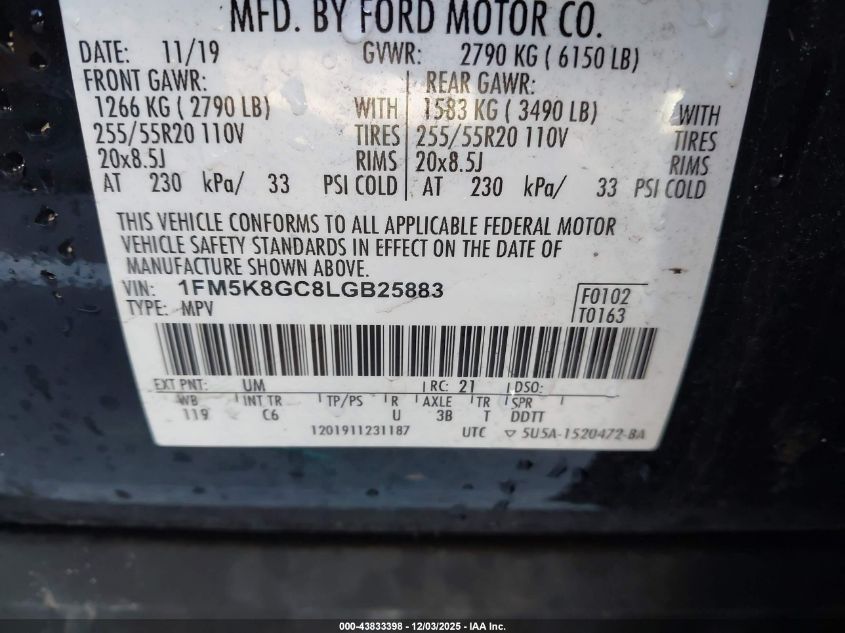 MFD. BY FORD MOTOR CO.
DATE: 11/19 GVWR: 2790 KG ( 6150 LB)
FRONT GAWR: REAR GAWR:
1266 KG ( 2790 LB) WITH 1583 KG ( 3490 LB) WITH
255/55R20 110V TIRES 255/55R20 110V TIRES
20x8.5J RIMS 20x8.5J RIMS
AT 230 kPa/ 33 PSI COLD AT 230 kPa/ 33 PSI COLD
THIS VEHICLE CONFORMS TO ALL APPLICABLE FEDERAL MOTOR
VEHICLE SAFETY STANDARDS IN EFFECT ON THE DATE OF
MANUFACTURE SHOWN ABOVE.
VIN: 1FM5K8GC8LGB25883 F0102
TYPE: MPV T0163
EXT PNT: UM RC: 21 DSO:
WB INT TR TP/PS R AXLE TR SPR
119 C6 U 3B T DDTT
1201911231187 UTC ▽ 5U5A-1520472-BA
000-43833398 - 12/03/2025 - IAA Inc.